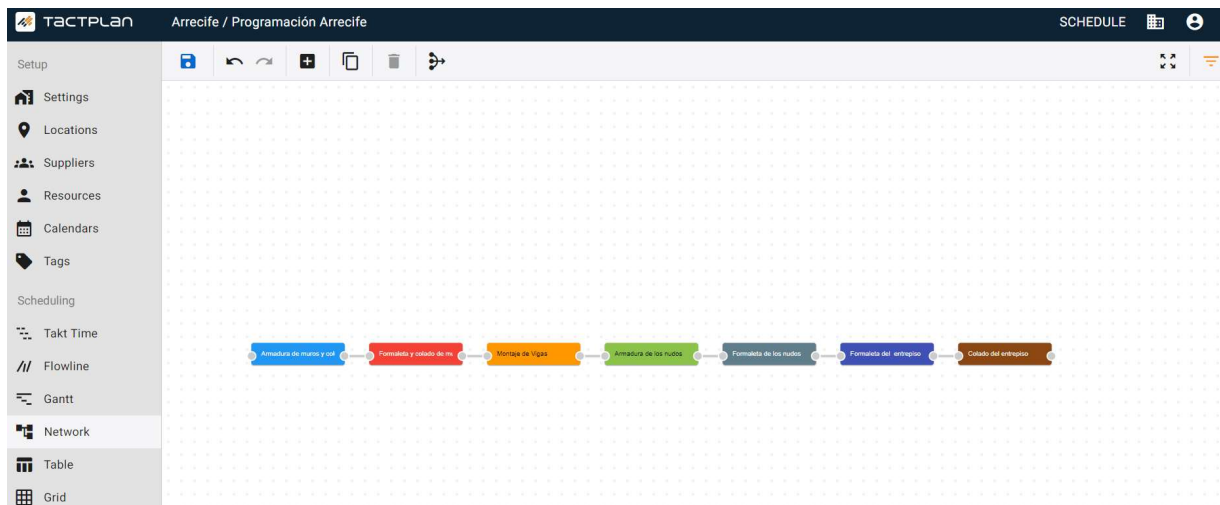 TACTPLAN Arrecife / Programación Arrecife SCHEDULE
Setup
Settings
Locations
Suppliers
Resources
Calendars
Tags
Scheduling
Takt Time
Flowline
Gantt
Network
Table
Grid
Armadura de muros y col Formaleta y colado de mu Montaje de Vigas Armadura de los nudos Formaleta de los nudos Formaleta del entrepiso Colado del entrepiso